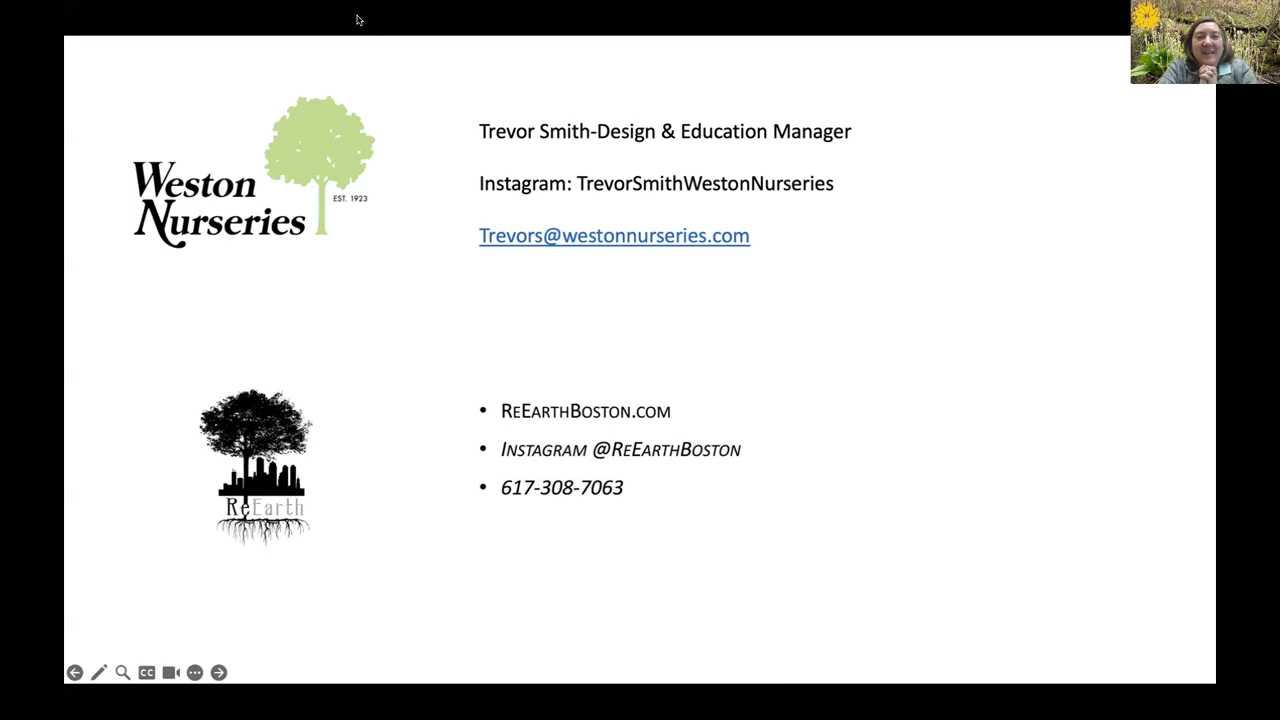 Weston
Nurseries
EST. 1923
Trevor Smith-Design & Education Manager
Instagram: TrevorSmithWestonNurseries
Trevors@westonnurseries.com
ReEarth
• ReEarthBoston.com
• Instagram @ReEarthBoston
• 617-308-7063
CC